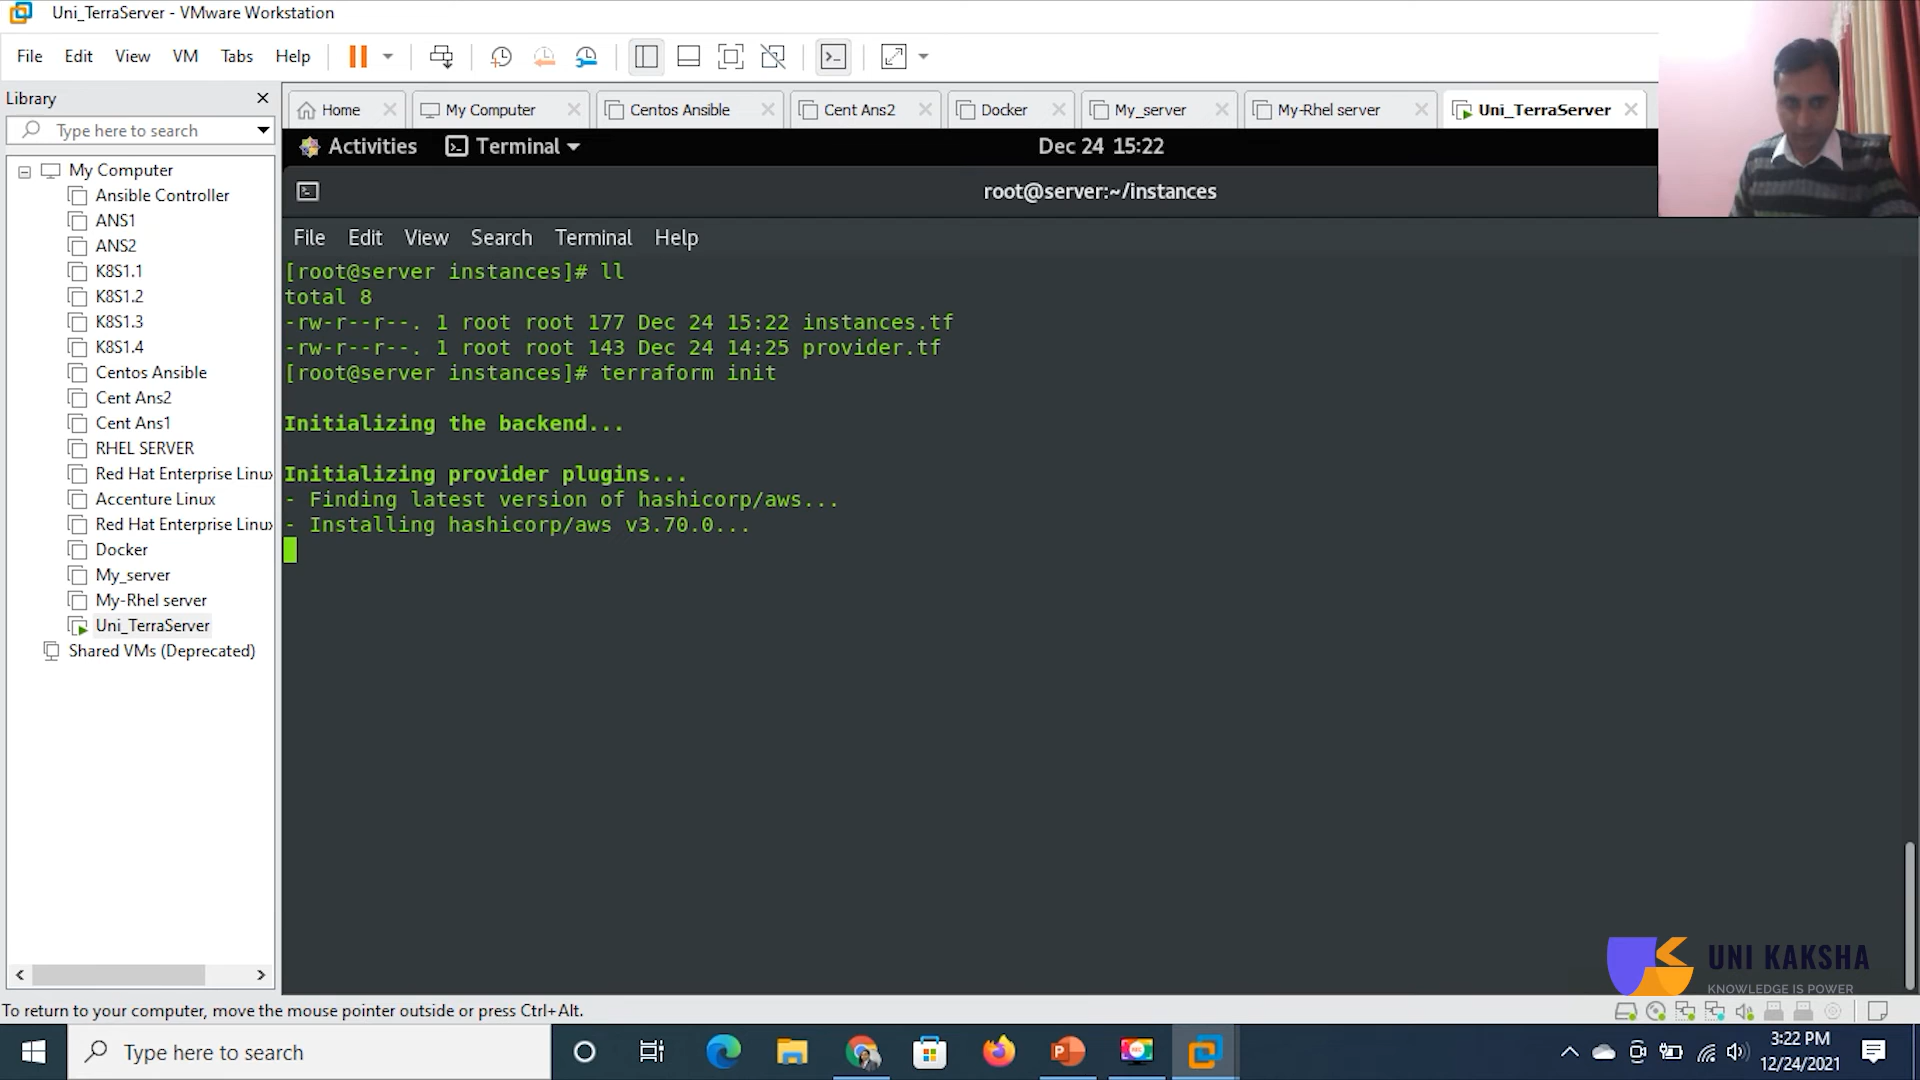 Uni_TerraServer - VMware Workstation
File Edit View VM Tabs Help
Library
Type here to search
My Computer
Ansible Controller
ANS1
ANS2
K8S1.1
K8S1.2
K8S1.3
K8S1.4
Centos Ansible
Cent Ans2
Cent Ans1
RHEL SERVER
Red Hat Enterprise Linux
Accenture Linux
Red Hat Enterprise Linux
Docker
My_server
My-Rhel server
Uni_TerraServer
Shared VMs (Deprecated)
Home My Computer Centos Ansible Cent Ans2 Docker My_server My-Rhel server Uni_TerraServer
Activities Terminal Dec 24 15:22
root@server:~/instances
File Edit View Search Terminal Help
[root@server instances]# ll
total 8
-rw-r--r--. 1 root root 177 Dec 24 15:22 instances.tf
-rw-r--r--. 1 root root 143 Dec 24 14:25 provider.tf
[root@server instances]# terraform init
Initializing the backend...
Initializing provider plugins...
- Finding latest version of hashicorp/aws...
- Installing hashicorp/aws v3.70.0...
UNI KAKSHA
KNOWLEDGE IS POWER
To return to your computer, move the mouse pointer outside or press Ctrl+Alt.
Type here to search
3:22 PM
12/24/2021